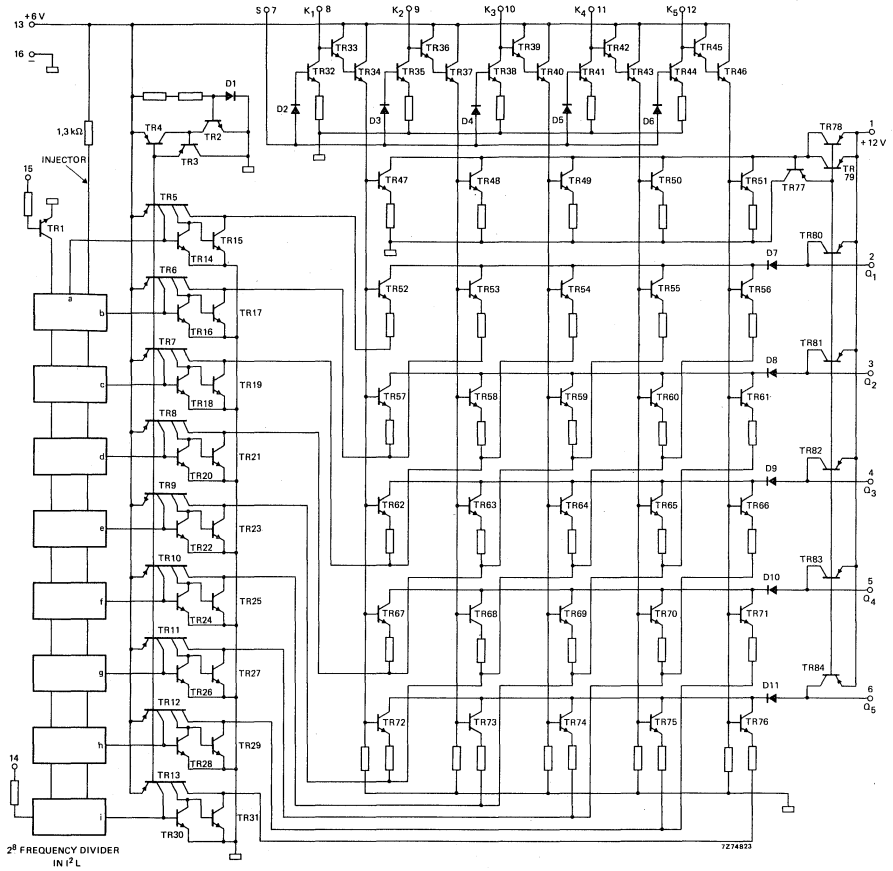 13 +6V
S 7 K1 8 K2 9 K3 10 K4 11 K5 12
16
TR33 TR36 TR39 TR42 TR45
TR32 TR34 TR35 TR37 TR38 TR40 TR41 TR43 TR44 TR46
D1
D2 D3 D4 D5 D6
1,3 kΩ
TR4 TR2
TR3
INJECTOR
TR78 1
+12 V
TR79
TR77
15
TR1
TR47 TR48 TR49 TR50 TR51
TR5
TR15
TR14
TR80
D7 2
Q1
a
TR6
b
TR17
TR16
TR52 TR53 TR54 TR55 TR56
TR7
c
TR19
TR18
TR81
D8 3
Q2
TR57 TR58 TR59 TR60 TR61
TR8
d
TR21
TR20
TR82
D9 4
Q3
TR9
e
TR23
TR22
TR62 TR63 TR64 TR65 TR66
TR10
f
TR25
TR24
TR83
D10 5
Q4
TR67 TR68 TR69 TR70 TR71
TR11
g
TR27
TR26
TR84
D11 6
Q5
TR12
h
TR29
TR28
TR72 TR73 TR74 TR75 TR76
14
TR13
i
TR31
TR30
7Z74823
2⁸ FREQUENCY DIVIDER
IN I²L